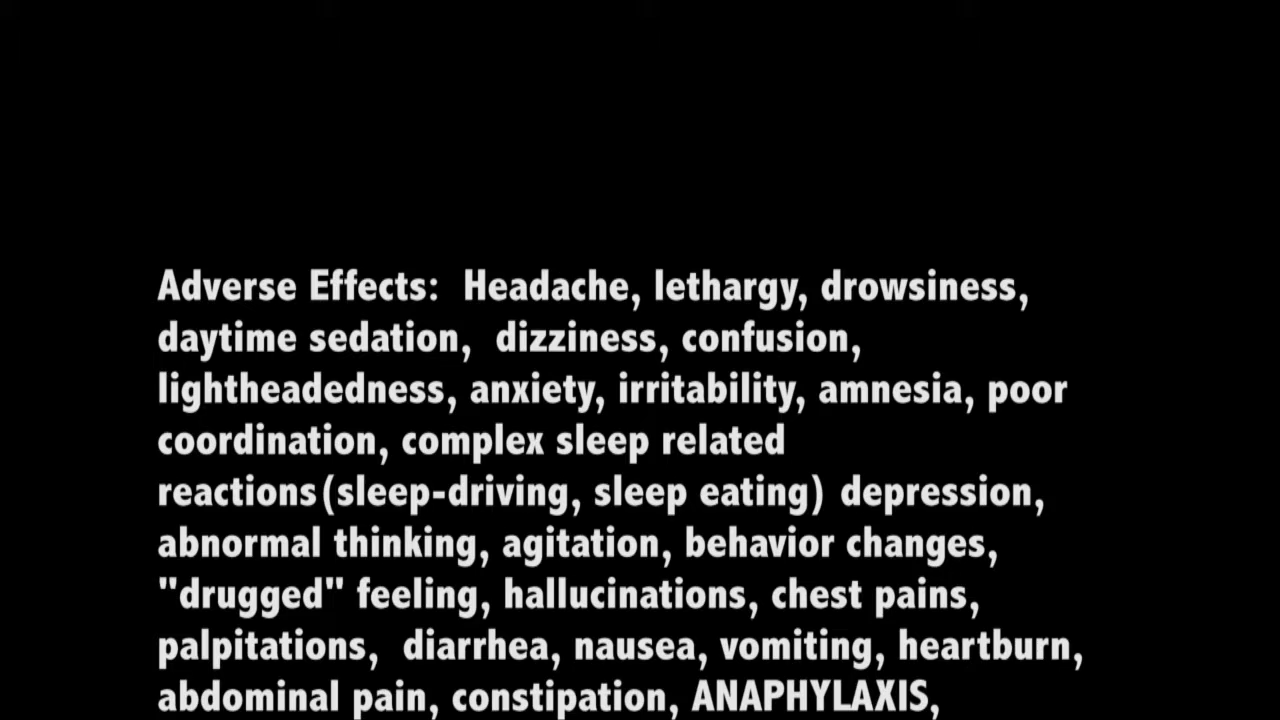 Adverse Effects:  Headache, lethargy, drowsiness,
daytime sedation,  dizziness, confusion,
lightheadedness, anxiety, irritability, amnesia, poor
coordination, complex sleep related
reactions(sleep-driving, sleep eating) depression,
abnormal thinking, agitation, behavior changes,
"drugged" feeling, hallucinations, chest pains,
palpitations,  diarrhea, nausea, vomiting, heartburn,
abdominal pain, constipation, ANAPHYLAXIS,